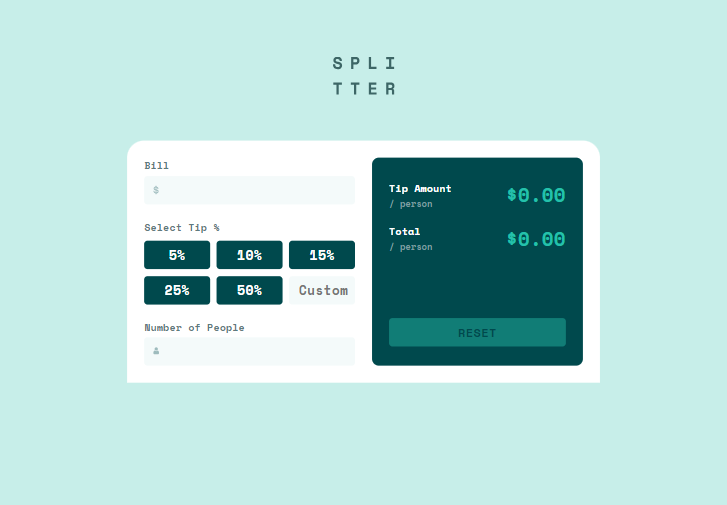 SPLI
TTER
Bill
$
Select Tip %
5%
10%
15%
25%
50%
Custom
Number of People
Tip Amount
/ person
$0.00
Total
/ person
$0.00
RESET